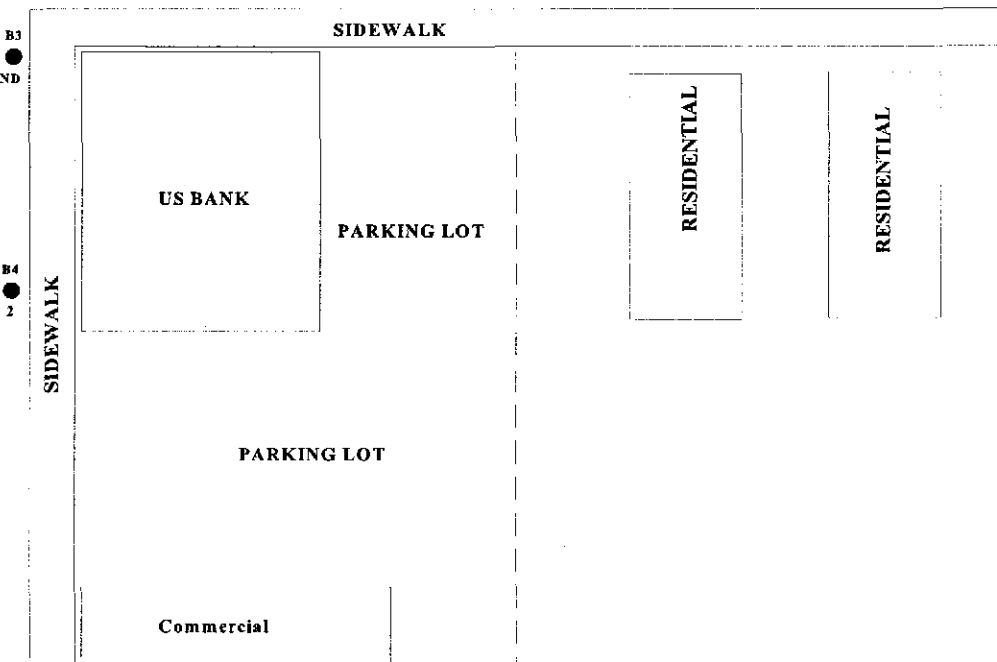 SIDEWALK
B3
ND
US BANK
PARKING LOT
RESIDENTIAL
RESIDENTIAL
B4
2
SIDEWALK
PARKING LOT
Commercial